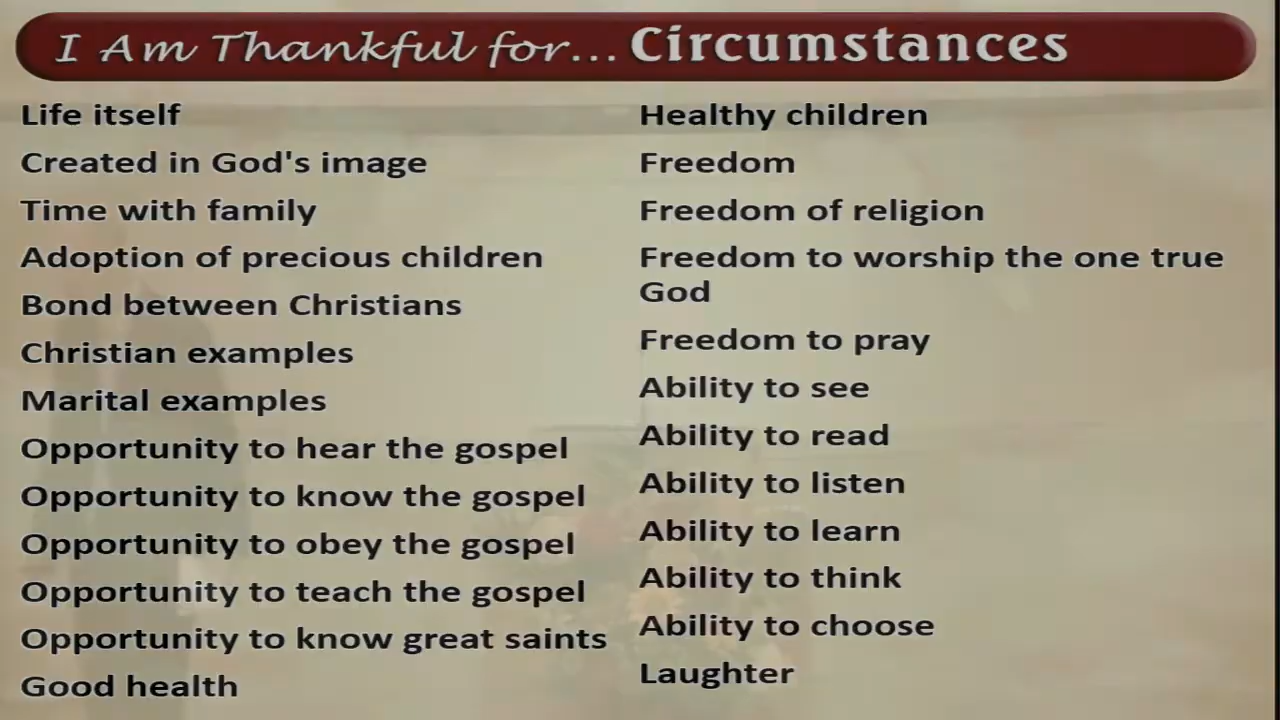 I Am Thankful for... Circumstances
Life itself
Created in God's image
Time with family
Adoption of precious children
Bond between Christians
Christian examples
Marital examples
Opportunity to hear the gospel
Opportunity to know the gospel
Opportunity to obey the gospel
Opportunity to teach the gospel
Opportunity to know great saints
Good health
Healthy children
Freedom
Freedom of religion
Freedom to worship the one true
God
Freedom to pray
Ability to see
Ability to read
Ability to listen
Ability to learn
Ability to think
Ability to choose
Laughter